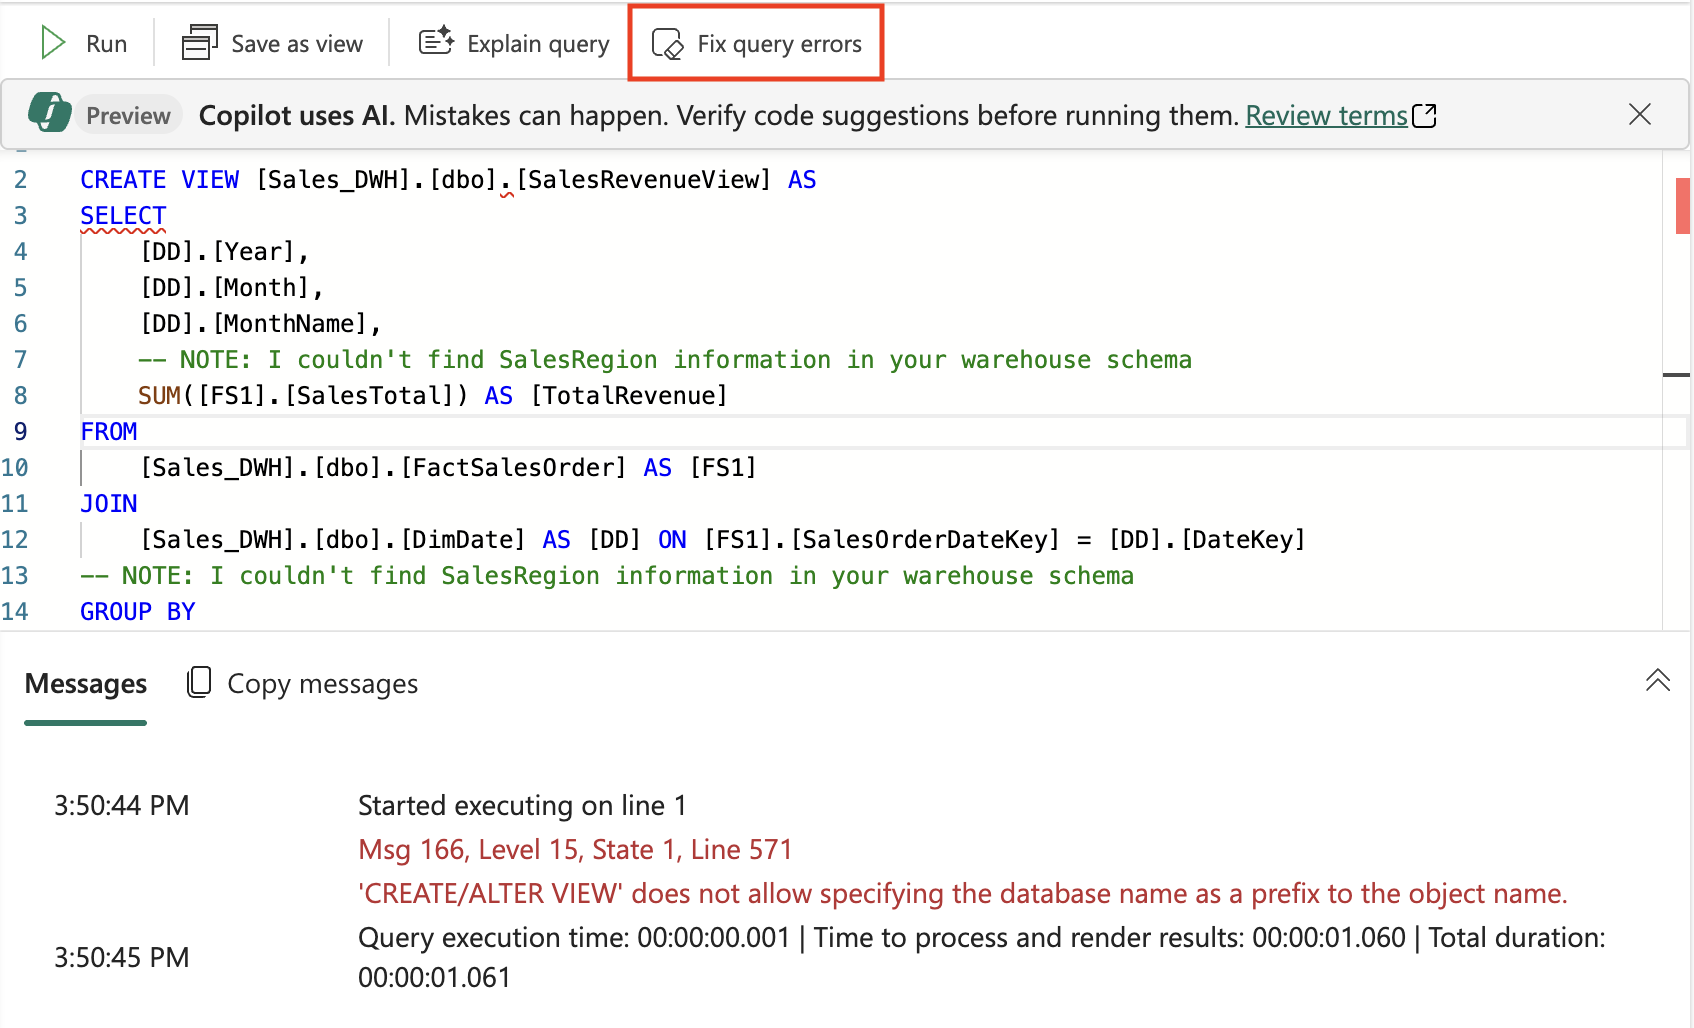 Run Save as view Explain query Fix query errors
Preview Copilot uses AI. Mistakes can happen. Verify code suggestions before running them. Review terms
2 CREATE VIEW [Sales_DWH].[dbo].[SalesRevenueView] AS
3 SELECT
4 [DD].[Year],
5 [DD].[Month],
6 [DD].[MonthName],
7 -- NOTE: I couldn't find SalesRegion information in your warehouse schema
8 SUM([FS1].[SalesTotal]) AS [TotalRevenue]
9 FROM
10 [Sales_DWH].[dbo].[FactSalesOrder] AS [FS1]
11 JOIN
12 [Sales_DWH].[dbo].[DimDate] AS [DD] ON [FS1].[SalesOrderDateKey] = [DD].[DateKey]
13 -- NOTE: I couldn't find SalesRegion information in your warehouse schema
14 GROUP BY
Messages Copy messages
3:50:44 PM Started executing on line 1
Msg 166, Level 15, State 1, Line 571
'CREATE/ALTER VIEW' does not allow specifying the database name as a prefix to the object name.
3:50:45 PM Query execution time: 00:00:00.001 | Time to process and render results: 00:00:01.060 | Total duration:
00:00:01.061